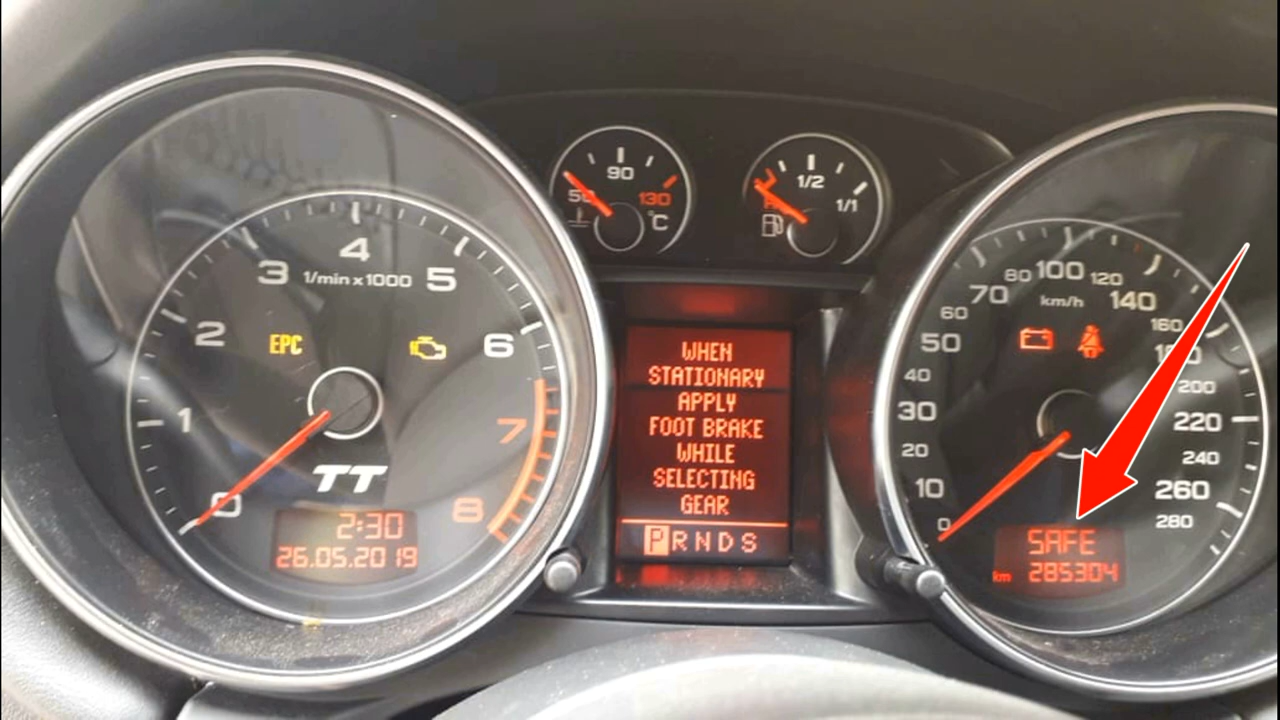 4
3
1/min x 1000
5
2
EPC
6
1
7
TT
0
8
2:30
26.05.2019
90
50
130
°C
1/2
1/1
WHEN
STATIONARY
APPLY
FOOT BRAKE
WHILE
SELECTING
GEAR
PRNDS
80
100
120
70
km/h
140
60
160
50
40
200
30
220
20
240
10
260
0
280
SAFE
km 285304